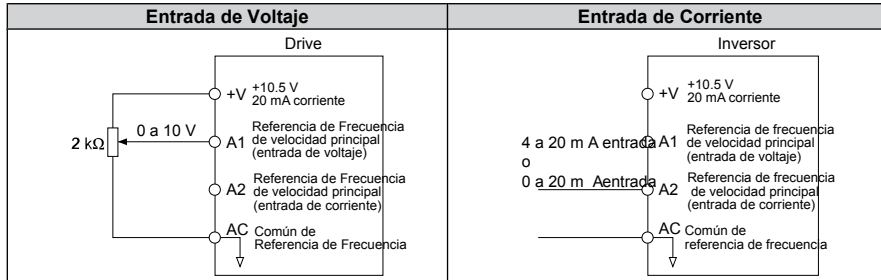 Entrada de Voltaje
Entrada de Corriente
Drive
+V
+10.5 V
20 mA corriente
2 kΩ
0 a 10 V
A1
Referencia de Frecuencia
de velocidad principal
(entrada de voltaje)
A2
Referencia de Frecuencia
de velocidad principal
(entrada de corriente)
AC
Común de
Referencia de Frecuencia
Inversor
+V
+10.5 V
20 mA corriente
4 a 20 m A entrada
o
0 a 20 m Aentrada
A1
Referencia de frecuencia
de velocidad principal
(entrada de voltaje)
A2
Referencia de frecuencia
de velocidad principal
(entrada de corriente)
AC
Común de
referencia de frecuencia